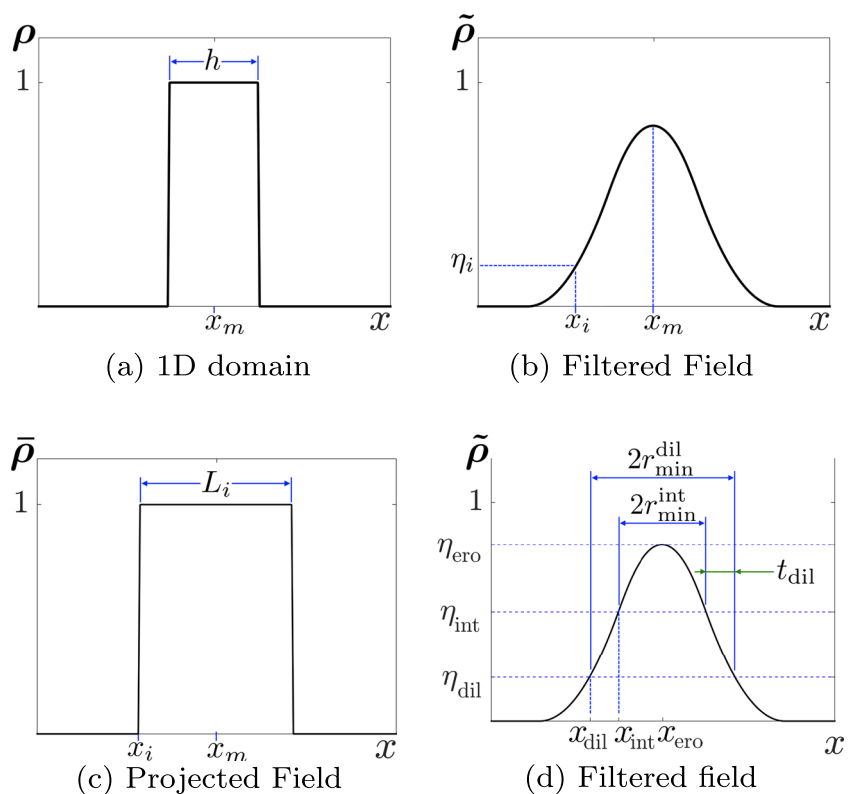 ρ
h
1
x_m x
(a) 1D domain
ρ̃
1
η_i
x_i x_m x
(b) Filtered Field
ρ̄
L_i
1
x_i x_m x
(c) Projected Field
ρ̃
2r_min^dil
1
2r_min^int
η_ero
t_dil
η_int
η_dil
x_dil x_int x_ero x
(d) Filtered field